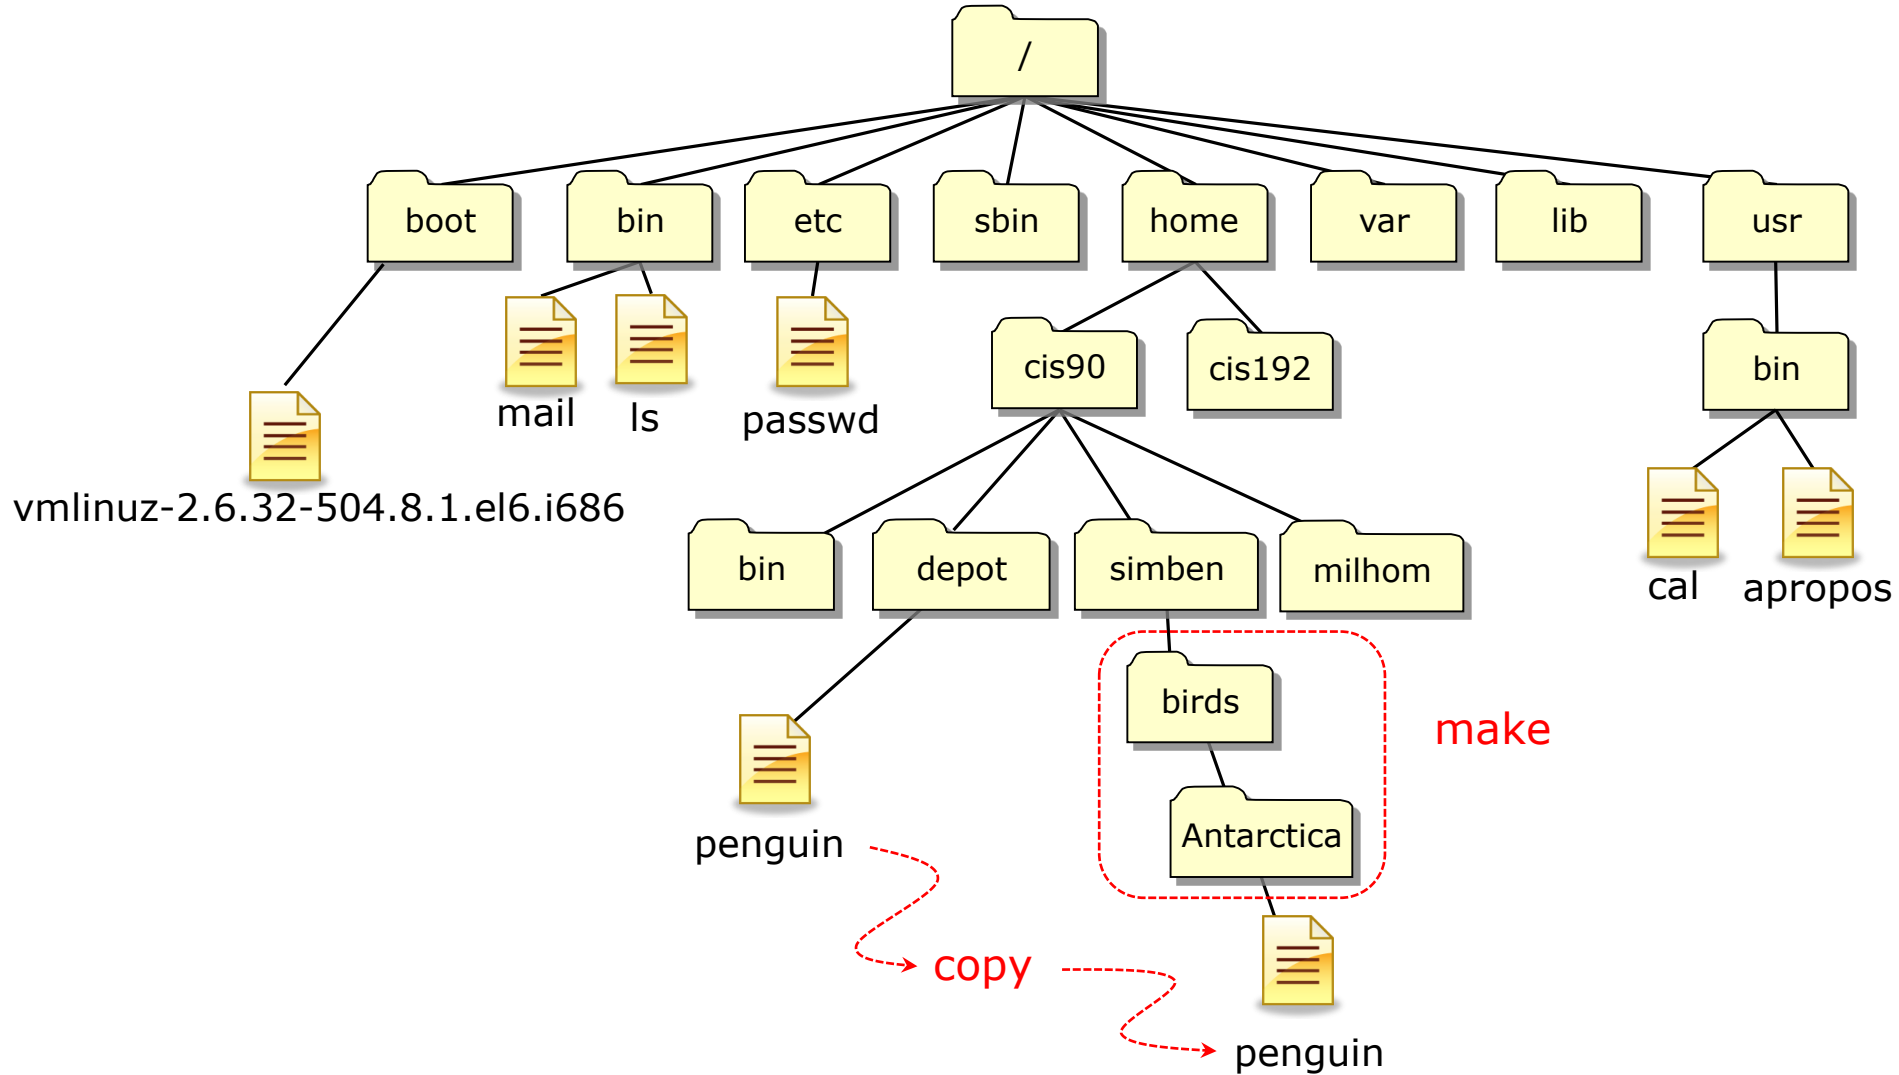 /
boot
bin
etc
sbin
home
var
lib
usr
mail
ls
passwd
cis90
cis192
bin
vmlinuz-2.6.32-504.8.1.el6.i686
bin
depot
simben
milhom
cal
apropos
birds
make
penguin
Antarctica
copy
penguin